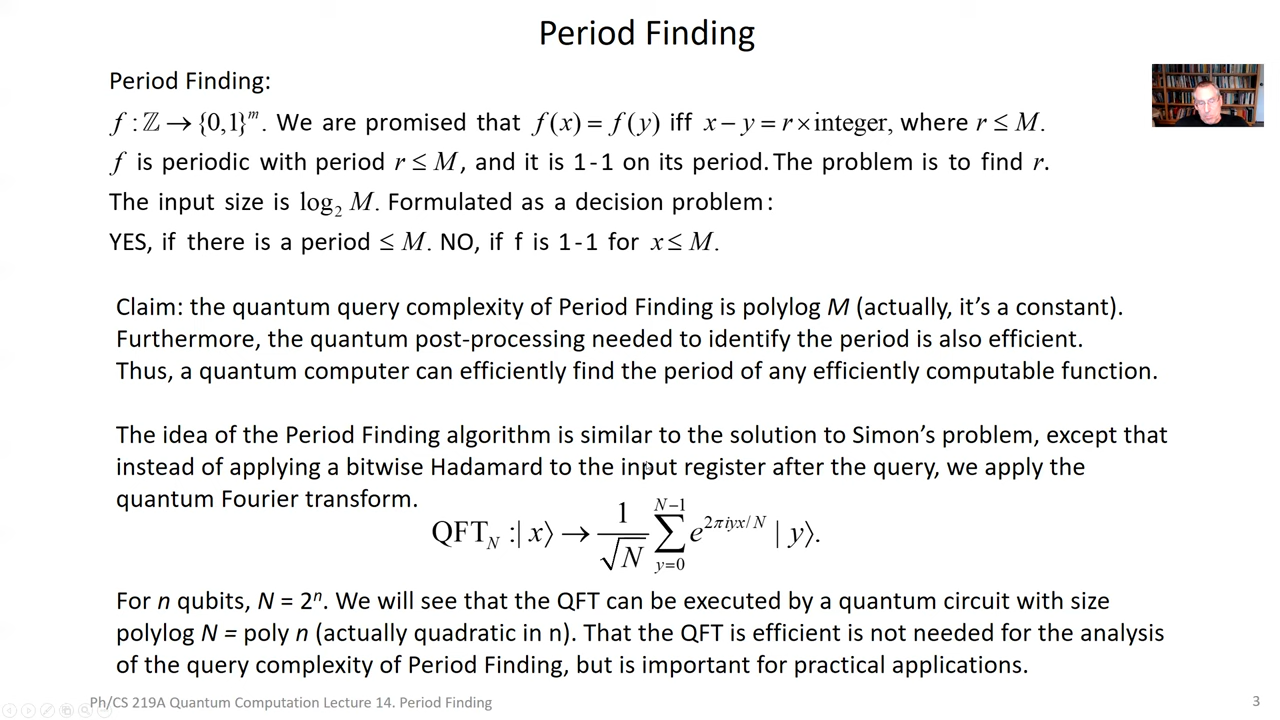 Period Finding
Period Finding:
f : ℤ → {0,1}^m. We are promised that f(x) = f(y) iff x − y = r × integer, where r ≤ M.
f is periodic with period r ≤ M, and it is 1-1 on its period. The problem is to find r.
The input size is log₂ M. Formulated as a decision problem:
YES, if there is a period ≤ M. NO, if f is 1-1 for x ≤ M.
Claim: the quantum query complexity of Period Finding is polylog M (actually, it’s a constant).
Furthermore, the quantum post-processing needed to identify the period is also efficient.
Thus, a quantum computer can efficiently find the period of any efficiently computable function.
The idea of the Period Finding algorithm is similar to the solution to Simon’s problem, except that
instead of applying a bitwise Hadamard to the input register after the query, we apply the
quantum Fourier transform.
QFT_N : |x⟩ → 1/√N ∑_{y=0}^{N−1} e^{2πiyx/N} |y⟩.
For n qubits, N = 2ⁿ. We will see that the QFT can be executed by a quantum circuit with size
polylog N = poly n (actually quadratic in n). That the QFT is efficient is not needed for the analysis
of the query complexity of Period Finding, but is important for practical applications.
Ph/CS 219A Quantum Computation Lecture 14. Period Finding
3